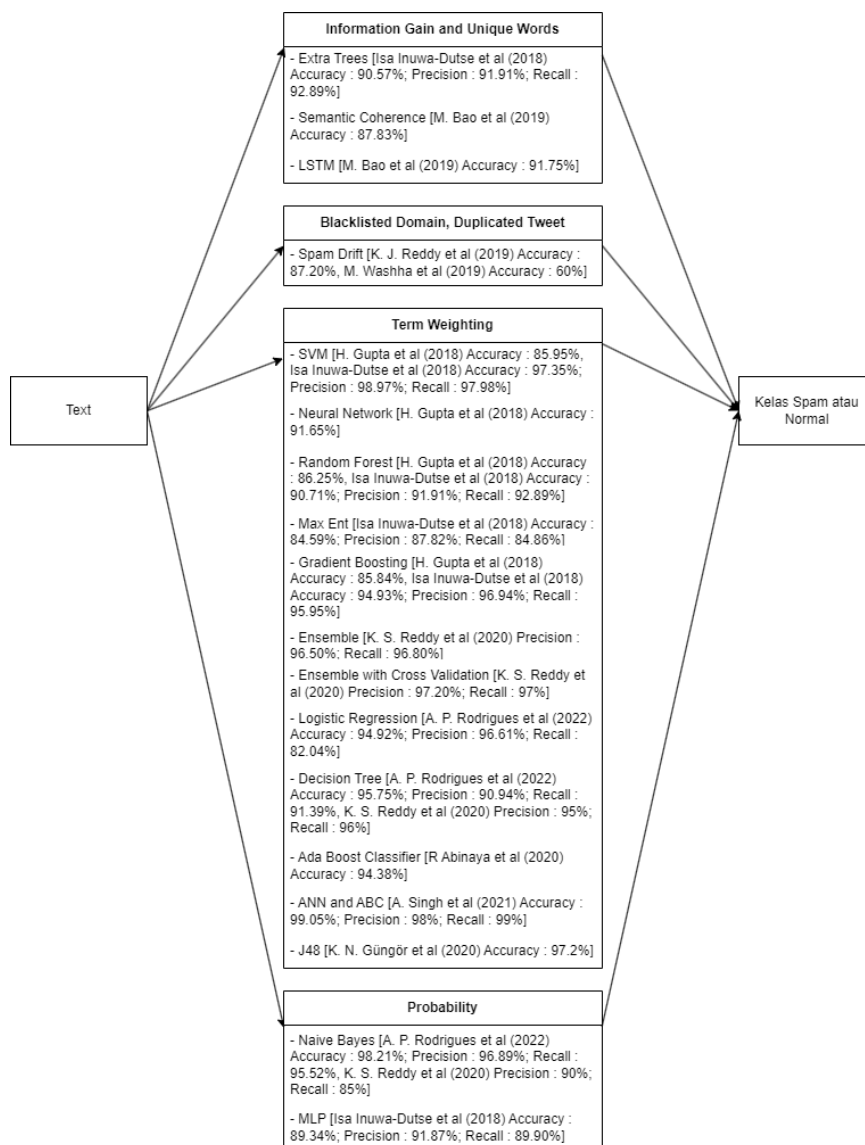 Information Gain and Unique Words
- Extra Trees [Isa Inuwa-Dutse et al (2018)
Accuracy : 90.57%; Precision : 91.91%; Recall :
92.89%]
- Semantic Coherence [M. Bao et al (2019)
Accuracy : 87.83%]
- LSTM [M. Bao et al (2019) Accuracy : 91.75%]
Blacklisted Domain, Duplicated Tweet
- Spam Drift [K. J. Reddy et al (2019) Accuracy :
87.20%, M. Washha et al (2019) Accuracy : 60%]
Term Weighting
- SVM [H. Gupta et al (2018) Accuracy : 85.95%,
Isa Inuwa-Dutse et al (2018) Accuracy : 97.35%;
Precision : 98.97%; Recall : 97.98%]
- Neural Network [H. Gupta et al (2018) Accuracy :
91.65%]
- Random Forest [H. Gupta et al (2018) Accuracy
: 86.25%, Isa Inuwa-Dutse et al (2018) Accuracy :
90.71%; Precision : 91.91%; Recall : 92.89%]
- Max Ent [Isa Inuwa-Dutse et al (2018) Accuracy :
84.59%; Precision : 87.82%; Recall : 84.86%]
- Gradient Boosting [H. Gupta et al (2018)
Accuracy : 85.84%, Isa Inuwa-Dutse et al (2018)
Accuracy : 94.93%; Precision : 96.94%; Recall :
95.95%]
- Ensemble [K. S. Reddy et al (2020) Precision :
96.50%; Recall : 96.80%]
- Ensemble with Cross Validation [K. S. Reddy et
al (2020) Precision : 97.20%; Recall : 97%]
- Logistic Regression [A. P. Rodrigues et al (2022)
Accuracy : 94.92%; Precision : 96.61%; Recall :
82.04%]
- Decision Tree [A. P. Rodrigues et al (2022)
Accuracy : 95.75%; Precision : 90.94%; Recall :
91.39%, K. S. Reddy et al (2020) Precision : 95%;
Recall : 96%]
- Ada Boost Classifier [R Abinaya et al (2020)
Accuracy : 94.38%]
- ANN and ABC [A. Singh et al (2021) Accuracy :
99.05%; Precision : 98%; Recall : 99%]
- J48 [K. N. Güngör et al (2020) Accuracy : 97.2%]
Probability
- Naive Bayes [A. P. Rodrigues et al (2022)
Accuracy : 98.21%; Precision : 96.89%; Recall :
95.52%, K. S. Reddy et al (2020) Precision : 90%;
Recall : 85%]
- MLP [Isa Inuwa-Dutse et al (2018) Accuracy :
89.34%; Precision : 91.87%; Recall : 89.90%]
Text
Kelas Spam atau
Normal